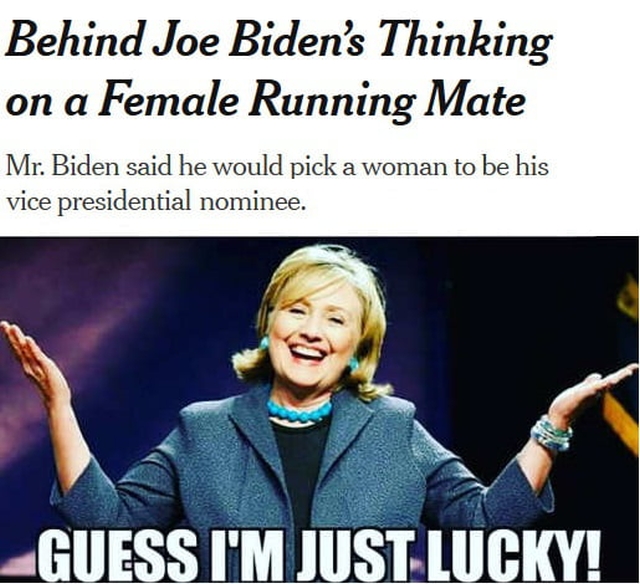 Behind Joe Biden's Thinking
on a Female Running Mate
Mr. Biden said he would pick a woman to be his
vice presidential nominee.
GUESS I'M JUST LUCKY!